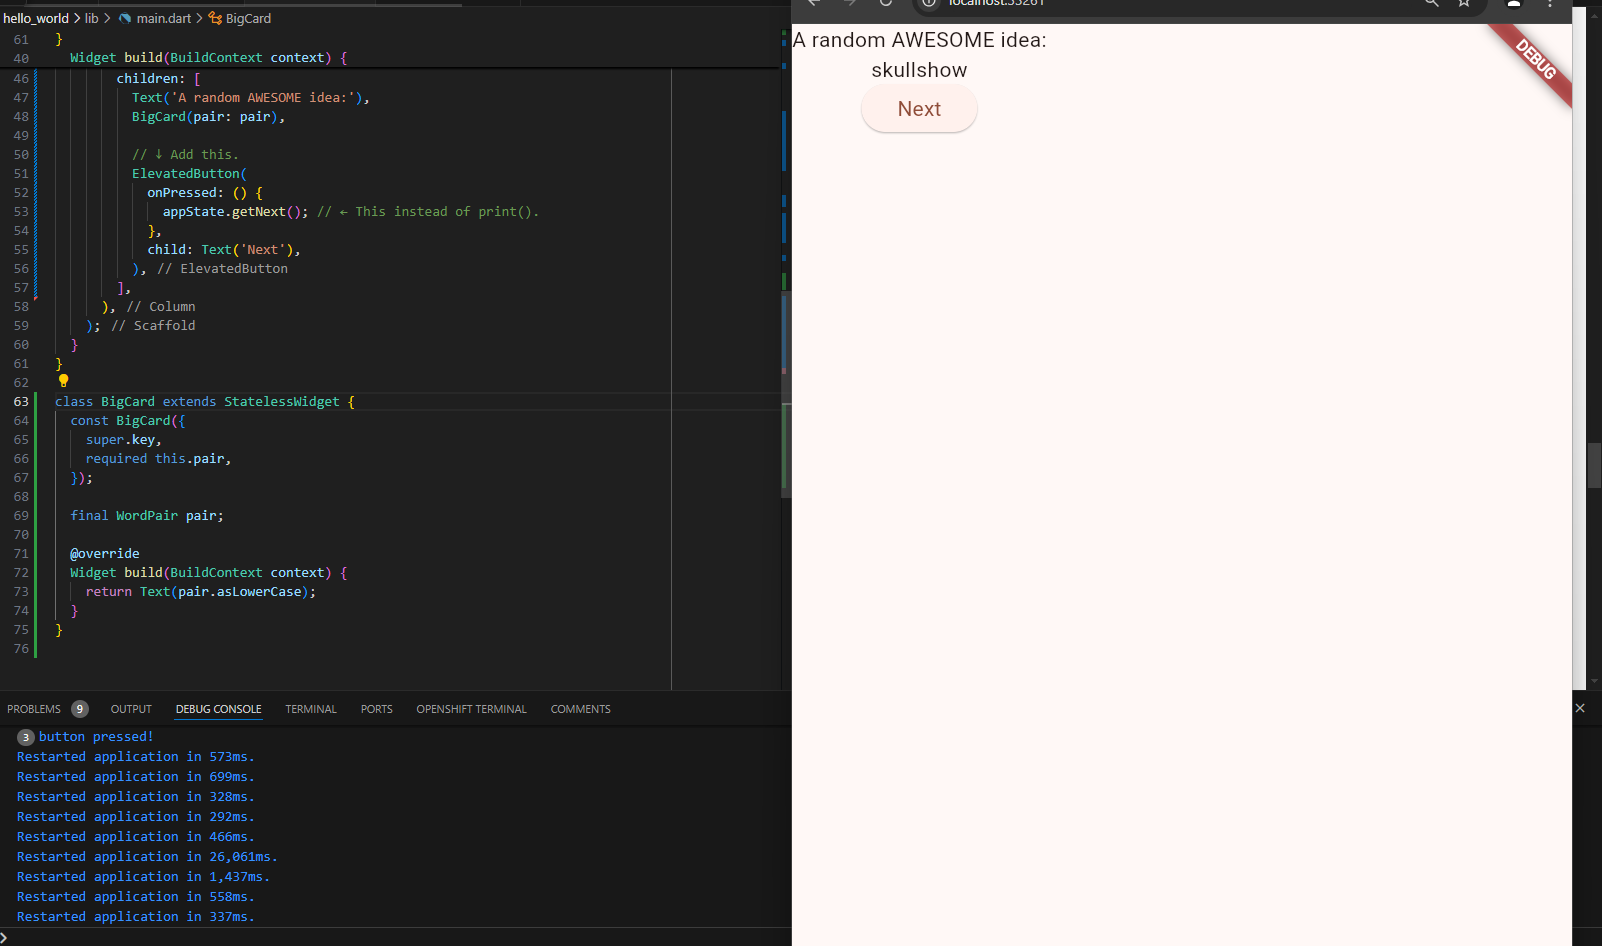 hello_world > lib > main.dart > BigCard
61 }
40 Widget build(BuildContext context) {
46 children: [
47 Text('A random AWESOME idea:'),
48 BigCard(pair: pair),
49
50 // ↓ Add this.
51 ElevatedButton(
52 onPressed: () {
53 appState.getNext(); // ← This instead of print().
54 },
55 child: Text('Next'),
56 ), // ElevatedButton
57 ],
58 ), // Column
59 ); // Scaffold
60 }
61 }
62
63 class BigCard extends StatelessWidget {
64 const BigCard({
65 super.key,
66 required this.pair,
67 });
68
69 final WordPair pair;
70
71 @override
72 Widget build(BuildContext context) {
73 return Text(pair.asLowerCase);
74 }
75 }
76
PROBLEMS 9 OUTPUT DEBUG CONSOLE TERMINAL PORTS OPENSHIFT TERMINAL COMMENTS
3 button pressed!
Restarted application in 573ms.
Restarted application in 699ms.
Restarted application in 328ms.
Restarted application in 292ms.
Restarted application in 466ms.
Restarted application in 26,061ms.
Restarted application in 1,437ms.
Restarted application in 558ms.
Restarted application in 337ms.
A random AWESOME idea:
skullshow
Next
DEBUG